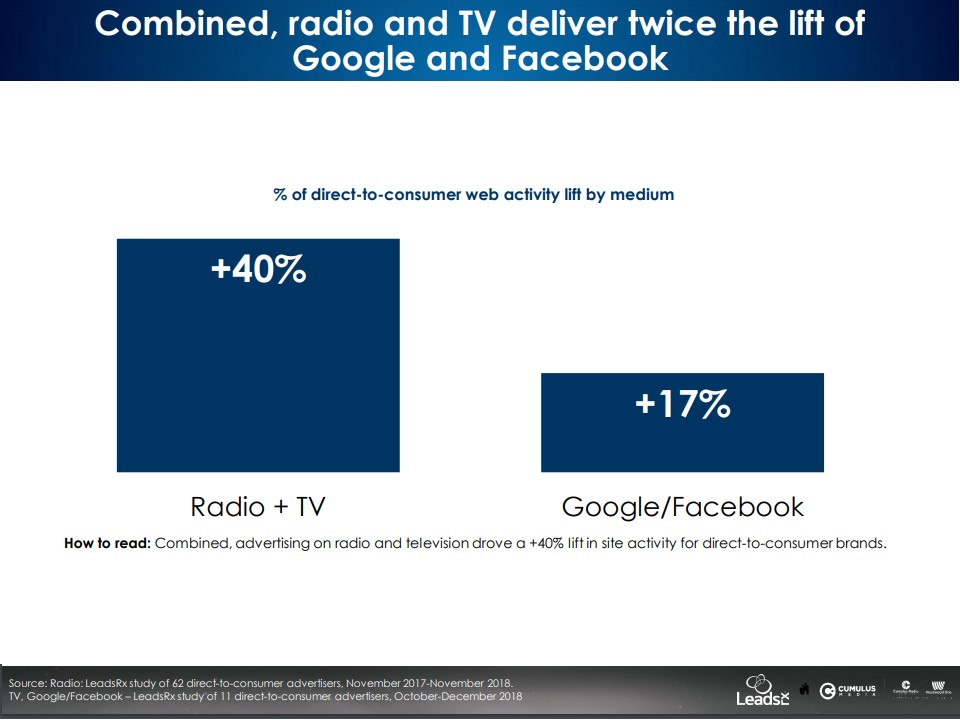 Combined, radio and TV deliver twice the lift of
Google and Facebook
% of direct-to-consumer web activity lift by medium
+40%
+17%
Radio + TV
Google/Facebook
How to read: Combined, advertising on radio and television drove a +40% lift in site activity for direct-to-consumer brands.
Source: Radio: LeadsRx study of 62 direct-to-consumer advertisers, November 2017-November 2018.
TV, Google/Facebook – LeadsRx study of 11 direct-to-consumer advertisers, October-December 2018
LeadsRx
CUMULUS
MEDIA
Cumulus Radio
Westwood One